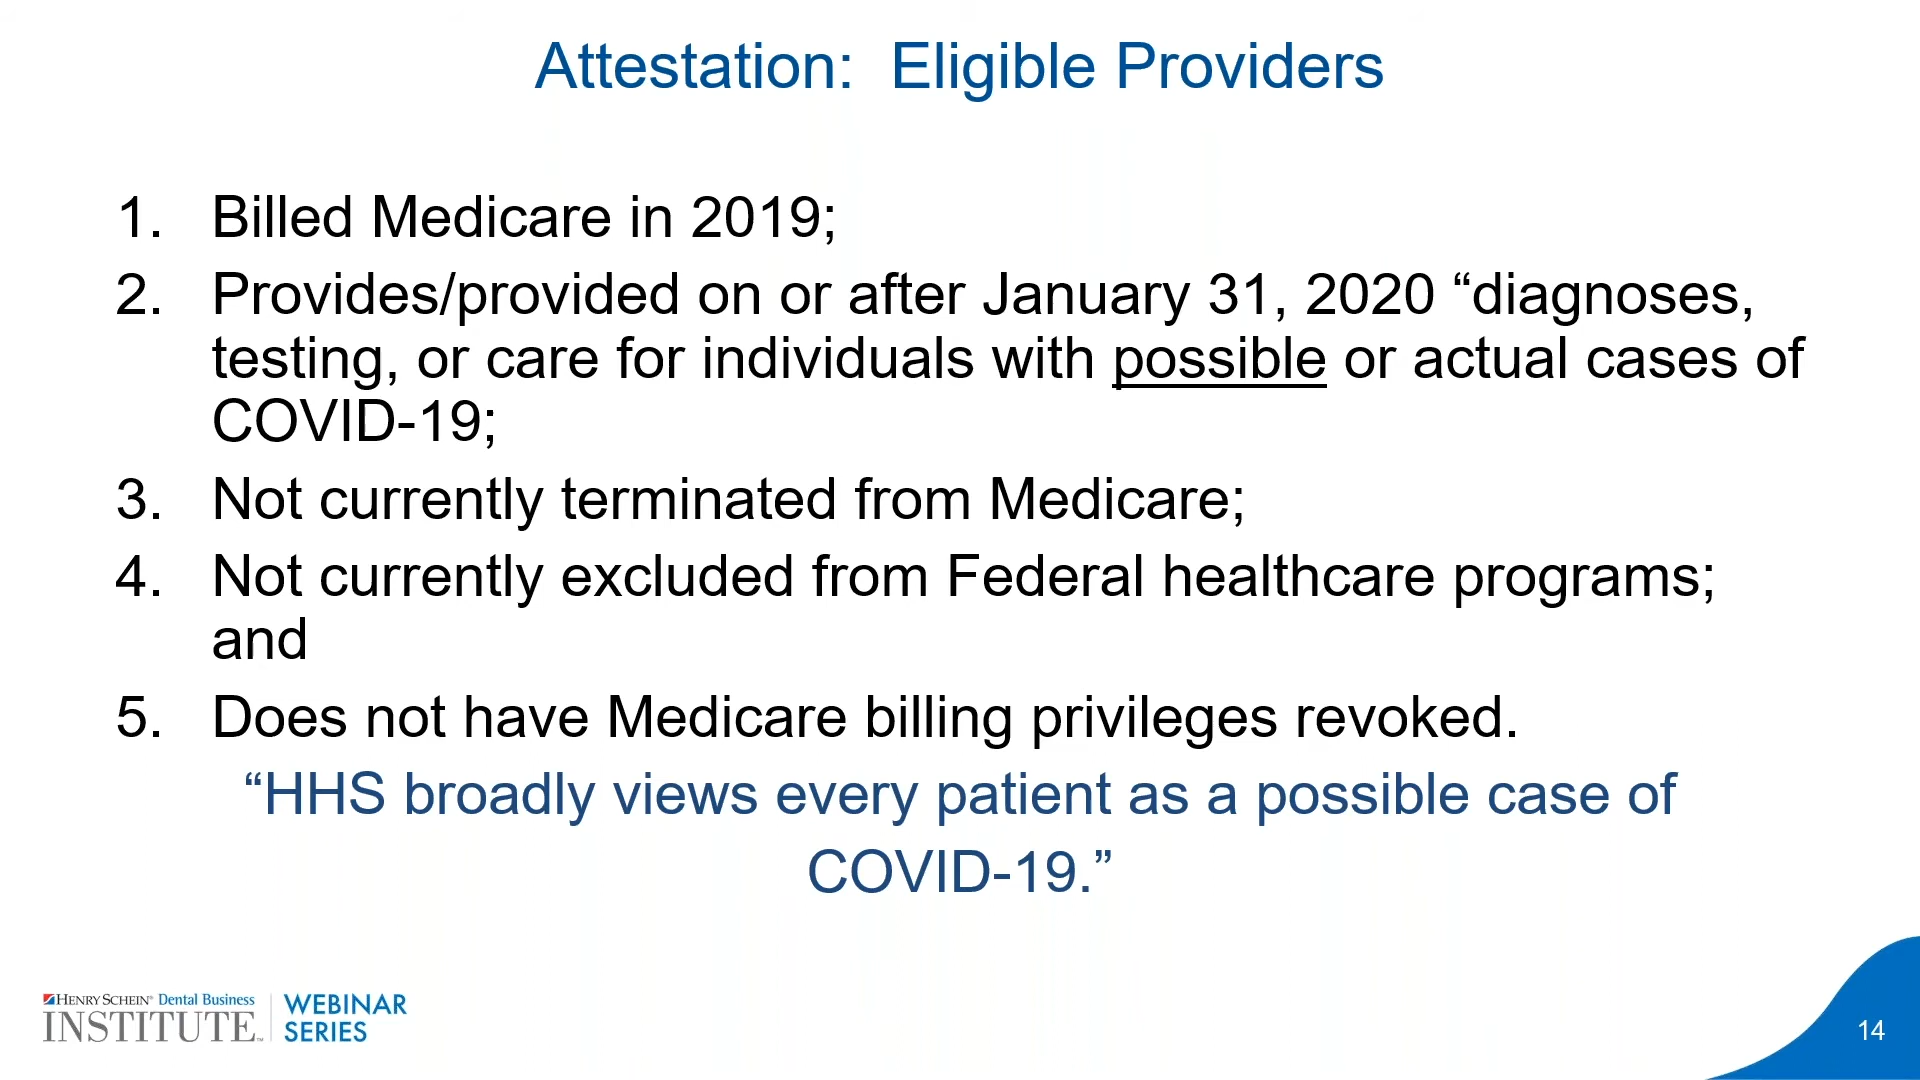 Attestation:  Eligible Providers
1. Billed Medicare in 2019;
2. Provides/provided on or after January 31, 2020 “diagnoses,
testing, or care for individuals with possible or actual cases of
COVID-19;
3. Not currently terminated from Medicare;
4. Not currently excluded from Federal healthcare programs;
and
5. Does not have Medicare billing privileges revoked.
“HHS broadly views every patient as a possible case of
COVID-19.”
HENRY SCHEIN® Dental Business
INSTITUTE™
WEBINAR
SERIES
14